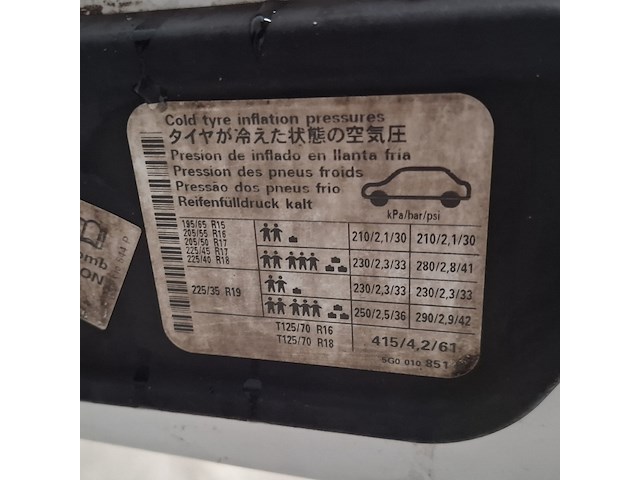 Cold tyre inflation pressures
タイヤが冷えた状態の空気圧
Presion de inflado en llanta fria
Pression des pneus froids
Pressão dos pneus frio
Reifenfülldruck kalt
kPa/bar/psi
195/65 R15
205/55 R16
205/50 R17
225/45 R17
225/40 R18
210/2,1/30 210/2,1/30
230/2,3/33 280/2,8/41
225/35 R19
230/2,3/33 230/2,3/33
250/2,5/36 290/2,9/42
T125/70 R16
T125/70 R18
415/4,2/61
5G0 010 851
omb
ON